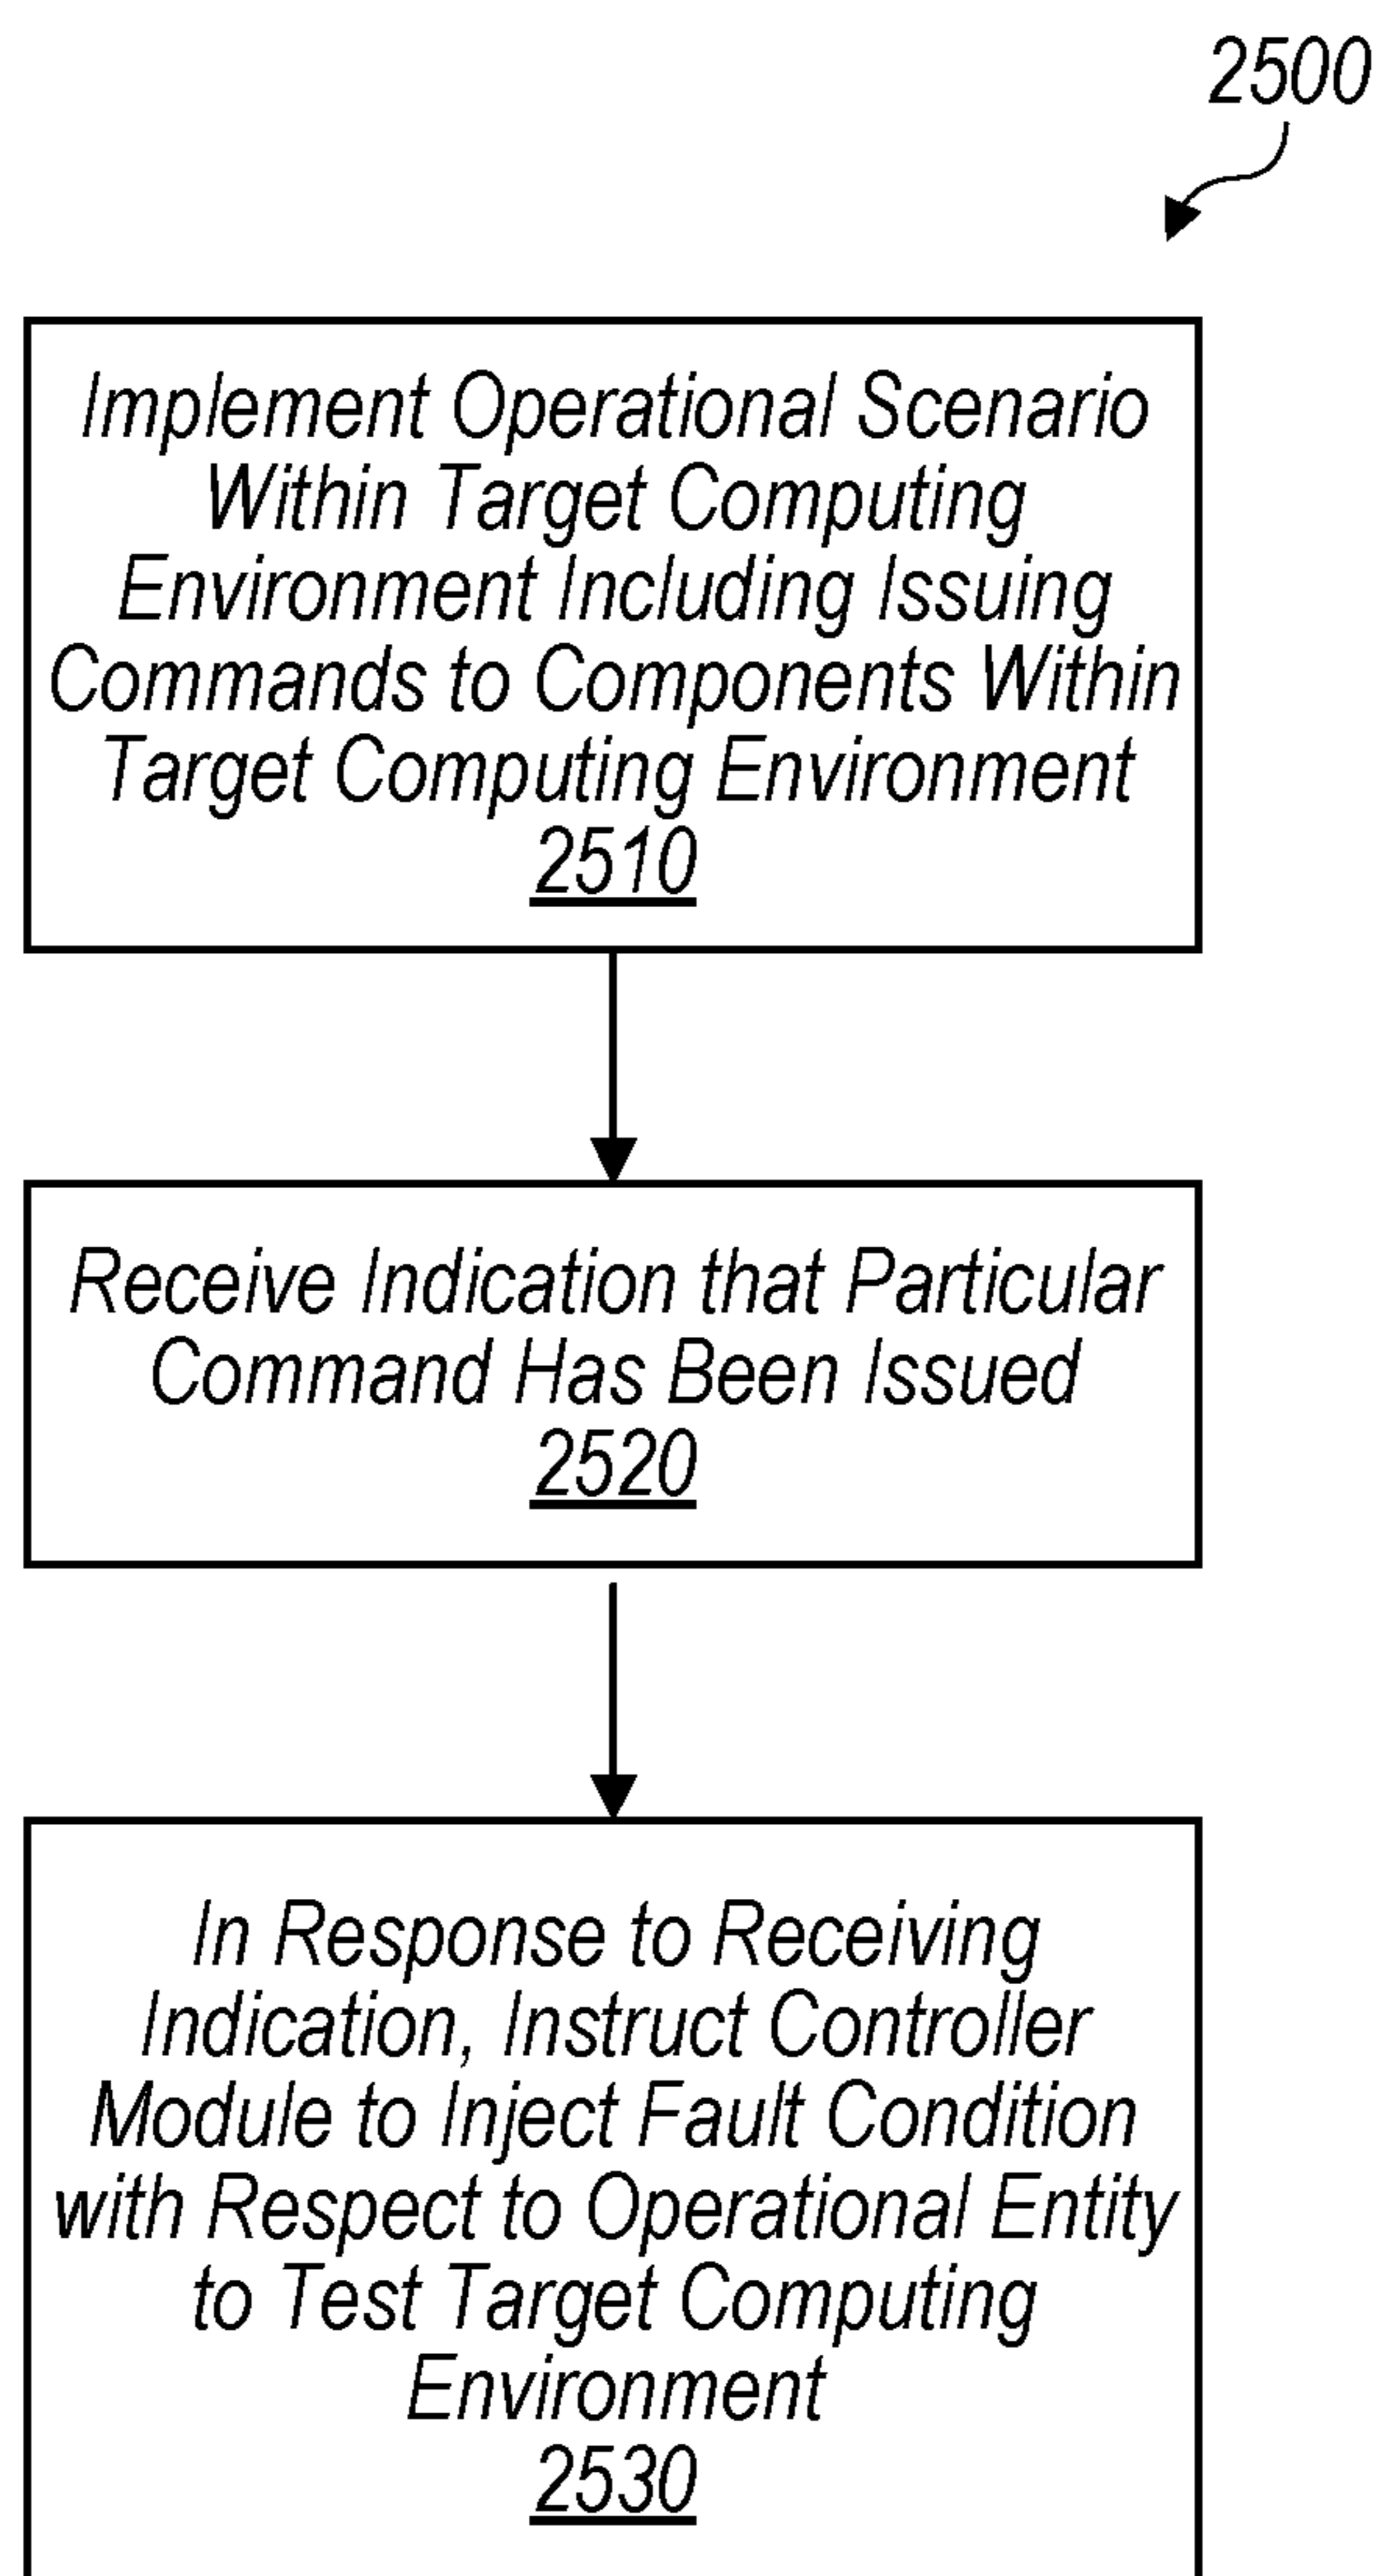 2500
Implement Operational Scenario
Within Target Computing
Environment Including Issuing
Commands to Components Within
Target Computing Environment
2510
Receive Indication that Particular
Command Has Been Issued
2520
In Response to Receiving
Indication, Instruct Controller
Module to Inject Fault Condition
with Respect to Operational Entity
to Test Target Computing
Environment
2530